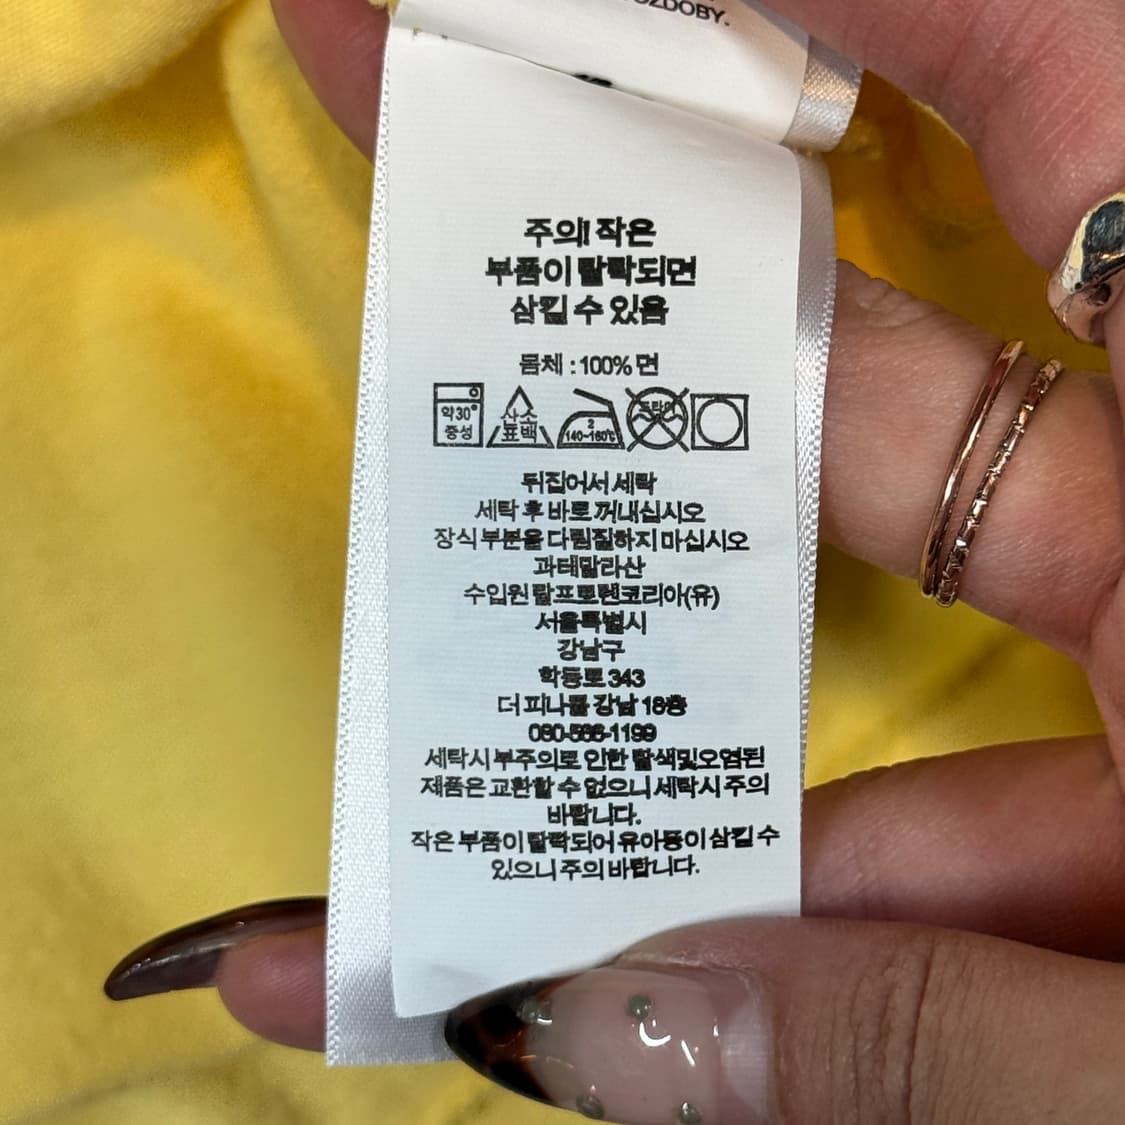 OZDOBY.
주의! 작은
부품이 탈락되면
삼킬 수 있음
몸체 : 100% 면
약30°
중성
산소
표백
2
140~160℃
드라이
뒤집어서 세탁
세탁 후 바로 꺼내십시오
장식 부분을 다림질하지 마십시오
과테말라산
수입원 랄프로렌코리아(유)
서울특별시
강남구
학동로 343
더 피나클 강남 18층
080-566-1199
세탁시 부주의로 인한 탈색및오염된
제품은 교환할 수 없으니 세탁시 주의
바랍니다.
작은 부품이 탈락되어 유아등이 삼킬 수
있으니 주의 바랍니다.